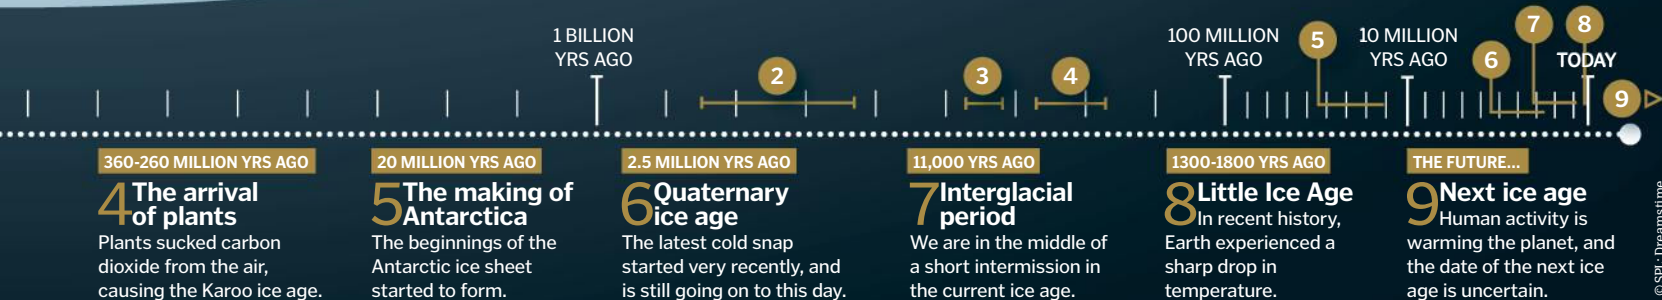 1 BILLION
YRS AGO
2
3
4
100 MILLION
YRS AGO
5
10 MILLION
YRS AGO
6
7
8
TODAY
9
360-260 MILLION YRS AGO
4 The arrival
of plants
Plants sucked carbon
dioxide from the air,
causing the Karoo ice age.
20 MILLION YRS AGO
5 The making of
Antarctica
The beginnings of the
Antarctic ice sheet
started to form.
2.5 MILLION YRS AGO
6 Quaternary
ice age
The latest cold snap
started very recently, and
is still going on to this day.
11,000 YRS AGO
7 Interglacial
period
We are in the middle of
a short intermission in
the current ice age.
1300-1800 YRS AGO
8 Little Ice Age
In recent history,
Earth experienced a
sharp drop in
temperature.
THE FUTURE...
9 Next ice age
Human activity is
warming the planet, and
the date of the next ice
age is uncertain.
© SPL; Dreamstime